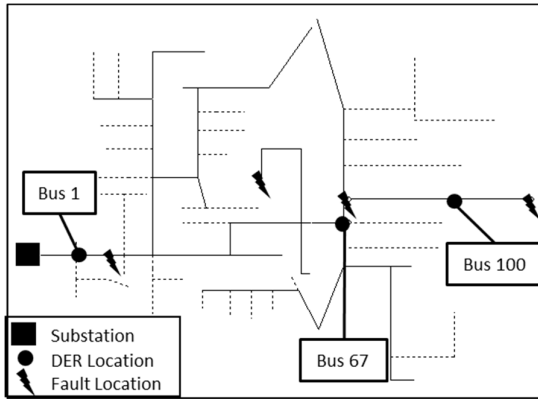 Bus 1
Bus 100
Bus 67
Substation
DER Location
Fault Location